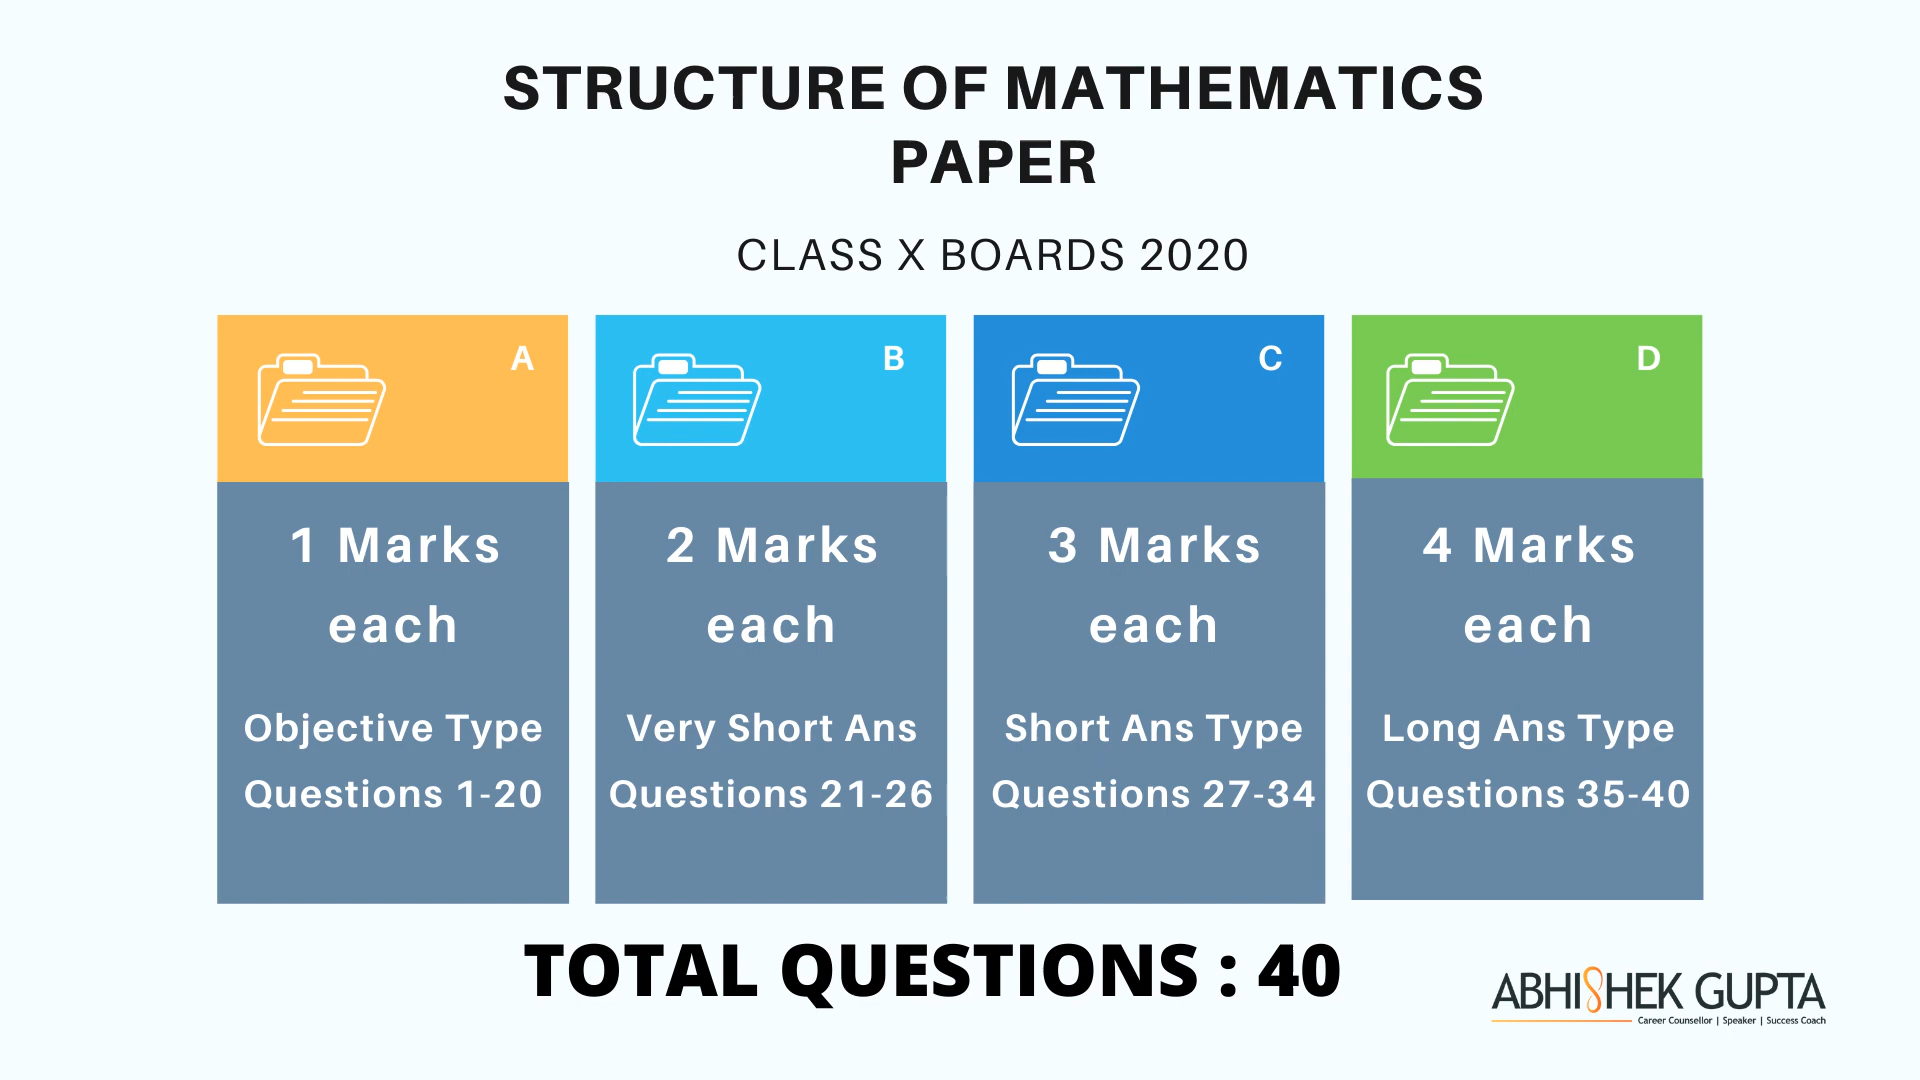 STRUCTURE OF MATHEMATICS
PAPER
CLASS X BOARDS 2020
A
1 Marks
each
Objective Type
Questions 1-20
B
2 Marks
each
Very Short Ans
Questions 21-26
C
3 Marks
each
Short Ans Type
Questions 27-34
D
4 Marks
each
Long Ans Type
Questions 35-40
TOTAL QUESTIONS : 40
ABHISHEK GUPTA
Career Counsellor | Speaker | Success Coach